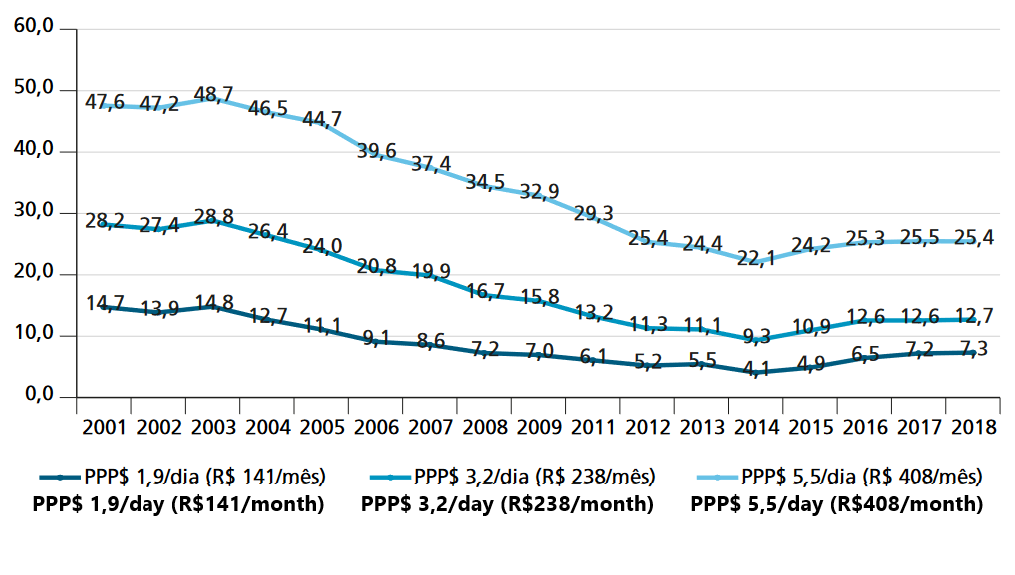 60,0
50,0
47,6 47,2 48,7 46,5 44,7 39,6 37,4 34,5 32,9 29,3 25,4 24,4 22,1 24,2 25,3 25,5 25,4
40,0
30,0
28,2 27,4 28,8 26,4 24,0 20,8 19,9 16,7 15,8 13,2 11,3 11,1 9,3 10,9 12,6 12,6 12,7
20,0
14,7 13,9 14,8 12,7 11,1 9,1 8,6 7,2 7,0 6,1 5,2 5,5 4,1 4,9 6,5 7,2 7,3
10,0
0,0
2001 2002 2003 2004 2005 2006 2007 2008 2009 2011 2012 2013 2014 2015 2016 2017 2018
PPP$ 1,9/dia (R$ 141/mês) PPP$ 3,2/dia (R$ 238/mês) PPP$ 5,5/dia (R$ 408/mês)
PPP$ 1,9/day (R$141/month) PPP$ 3,2/day (R$238/month) PPP$ 5,5/day (R$408/month)